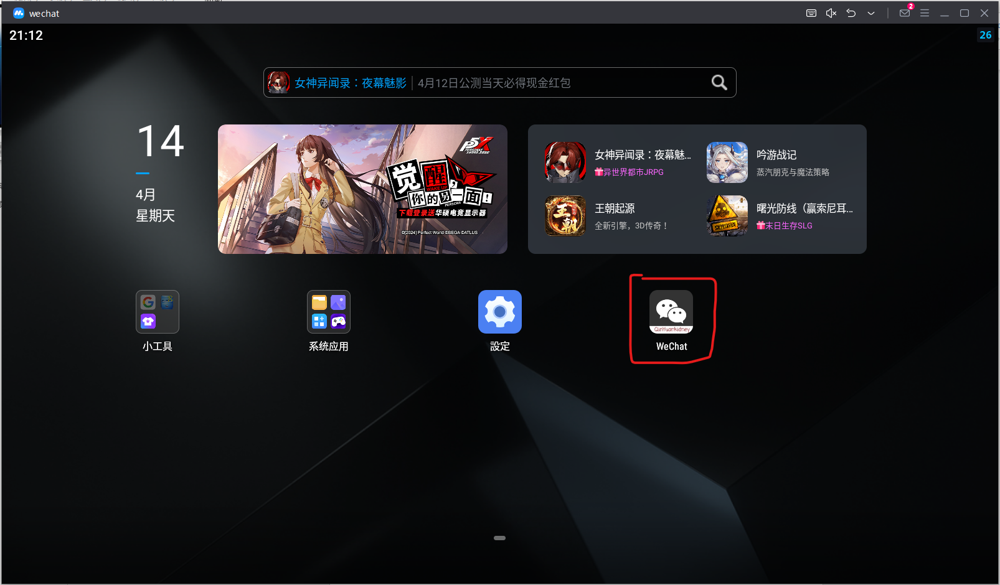 wechat
2
21:12
26
女神异闻录：夜幕魅影 | 4月12日公测当天必得现金红包
14
4月
星期天
P5X
觉醒
WAKE UP,
你的另一面!
PERSONA
下载登录送华硕电竞显示器
©[2024] Perfect World ©SEGA ©ATLUS
女神异闻录：夜幕魅...
异世界都市JRPG
吟游战记
蒸汽朋克与魔法策略
王朝
王朝起源
全新引擎，3D传奇！
曙光防线（赢索尼耳...
末日生存SLG
小工具
系统应用
設定
QinYuanKidney
WeChat